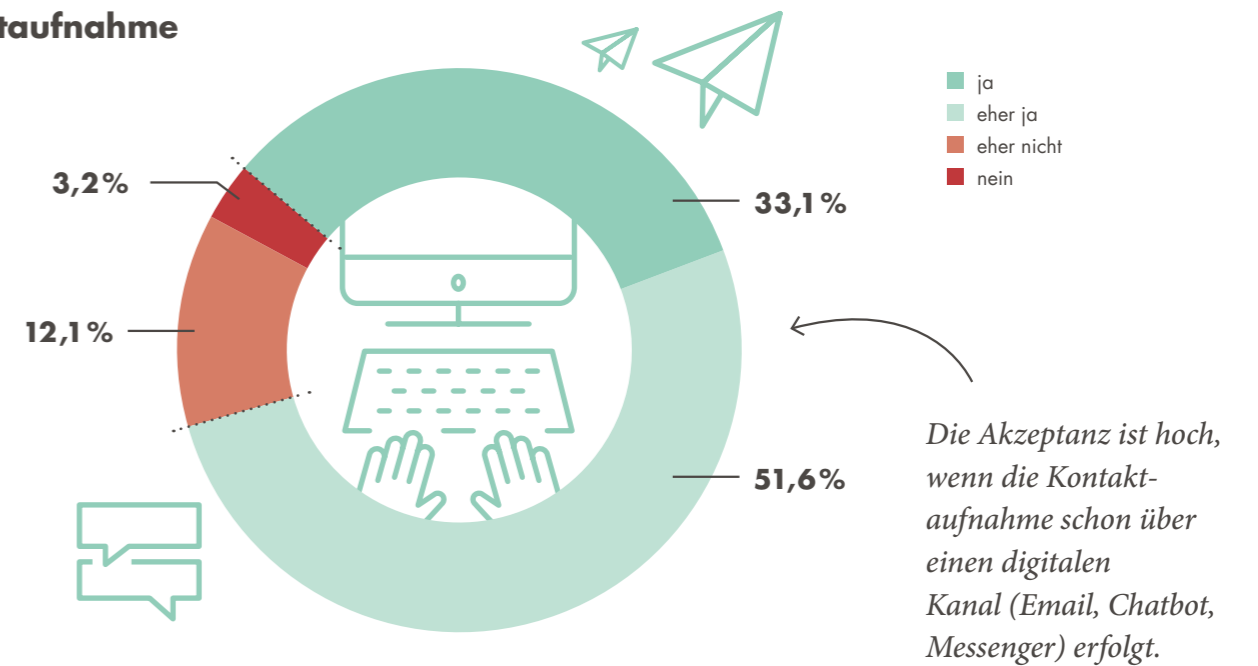 taufnahme
ja
eher ja
eher nicht
nein
3,2%
33,1%
12,1%
51,6%
Die Akzeptanz ist hoch,
wenn die Kontakt-
aufnahme schon über
einen digitalen
Kanal (Email, Chatbot,
Messenger) erfolgt.